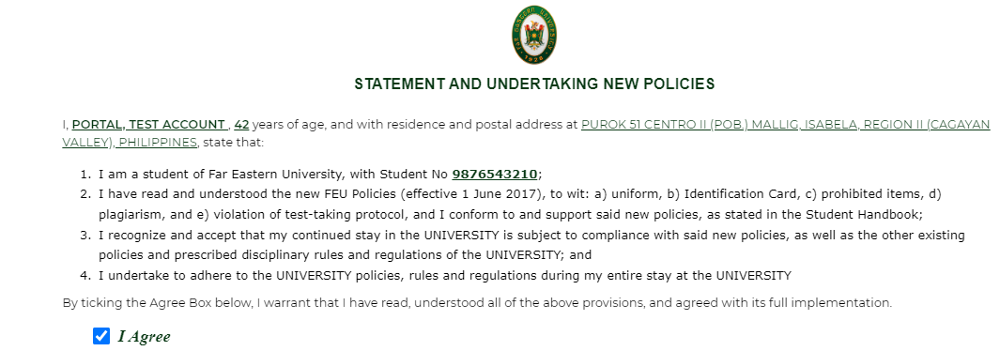 FAR EASTERN UNIVERSITY
1928
STATEMENT AND UNDERTAKING NEW POLICIES
I, PORTAL, TEST ACCOUNT , 42 years of age, and with residence and postal address at PUROK 51 CENTRO II (POB.) MALLIG, ISABELA, REGION II (CAGAYAN
VALLEY), PHILIPPINES, state that:
1. I am a student of Far Eastern University, with Student No 9876543210;
2. I have read and understood the new FEU Policies (effective 1 June 2017), to wit: a) uniform, b) Identification Card, c) prohibited items, d)
plagiarism, and e) violation of test-taking protocol, and I conform to and support said new policies, as stated in the Student Handbook;
3. I recognize and accept that my continued stay in the UNIVERSITY is subject to compliance with said new policies, as well as the other existing
policies and prescribed disciplinary rules and regulations of the UNIVERSITY; and
4. I undertake to adhere to the UNIVERSITY policies, rules and regulations during my entire stay at the UNIVERSITY
By ticking the Agree Box below, I warrant that I have read, understood all of the above provisions, and agreed with its full implementation.
I Agree